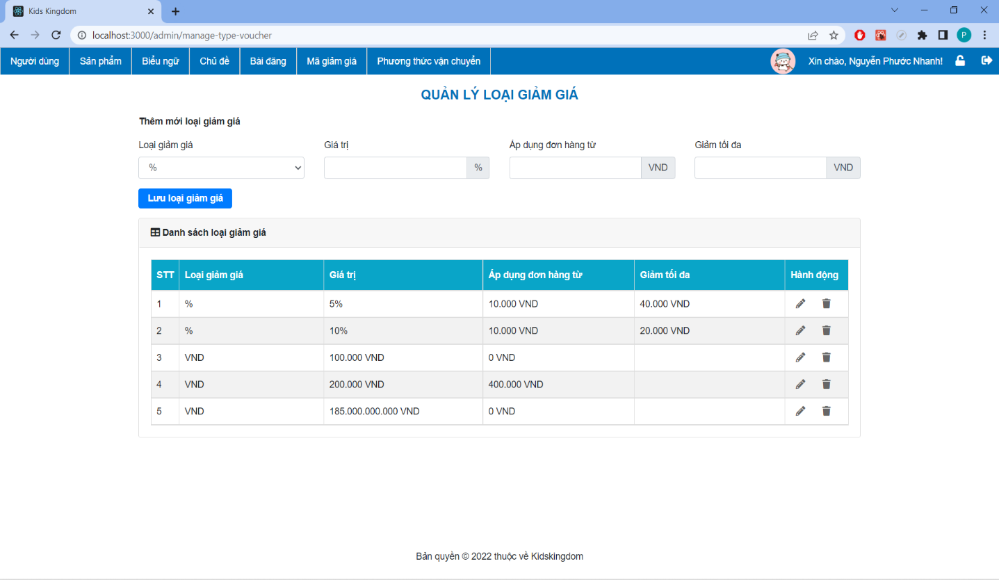 Kids Kingdom
localhost:3000/admin/manage-type-voucher
P
Người dùng Sản phẩm Biểu ngữ Chủ đề Bài đăng Mã giảm giá Phương thức vận chuyển Xin chào, Nguyễn Phước Nhanh!
QUẢN LÝ LOẠI GIẢM GIÁ
Thêm mới loại giảm giá
Loại giảm giá Giá trị Áp dụng đơn hàng từ Giảm tối đa
% % VND VND
Lưu loại giảm giá
Danh sách loại giảm giá
STT Loại giảm giá Giá trị Áp dụng đơn hàng từ Giảm tối đa Hành động
1 % 5% 10.000 VND 40.000 VND
2 % 10% 10.000 VND 20.000 VND
3 VND 100.000 VND 0 VND
4 VND 200.000 VND 400.000 VND
5 VND 185.000.000.000 VND 0 VND
Bản quyền © 2022 thuộc về Kidskingdom